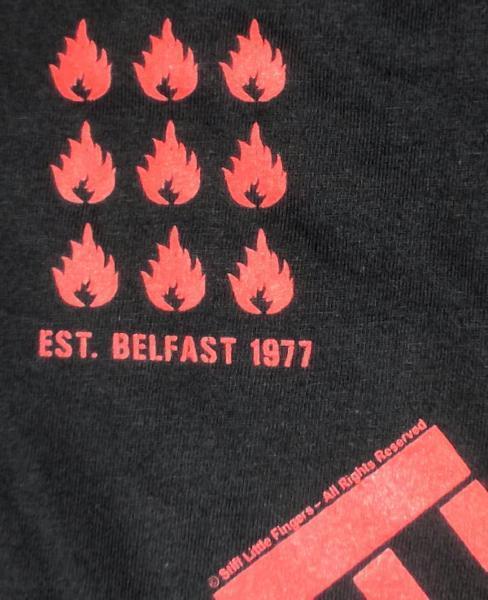 EST. BELFAST 1977
© Stiff Little Fingers - All Rights Reserved